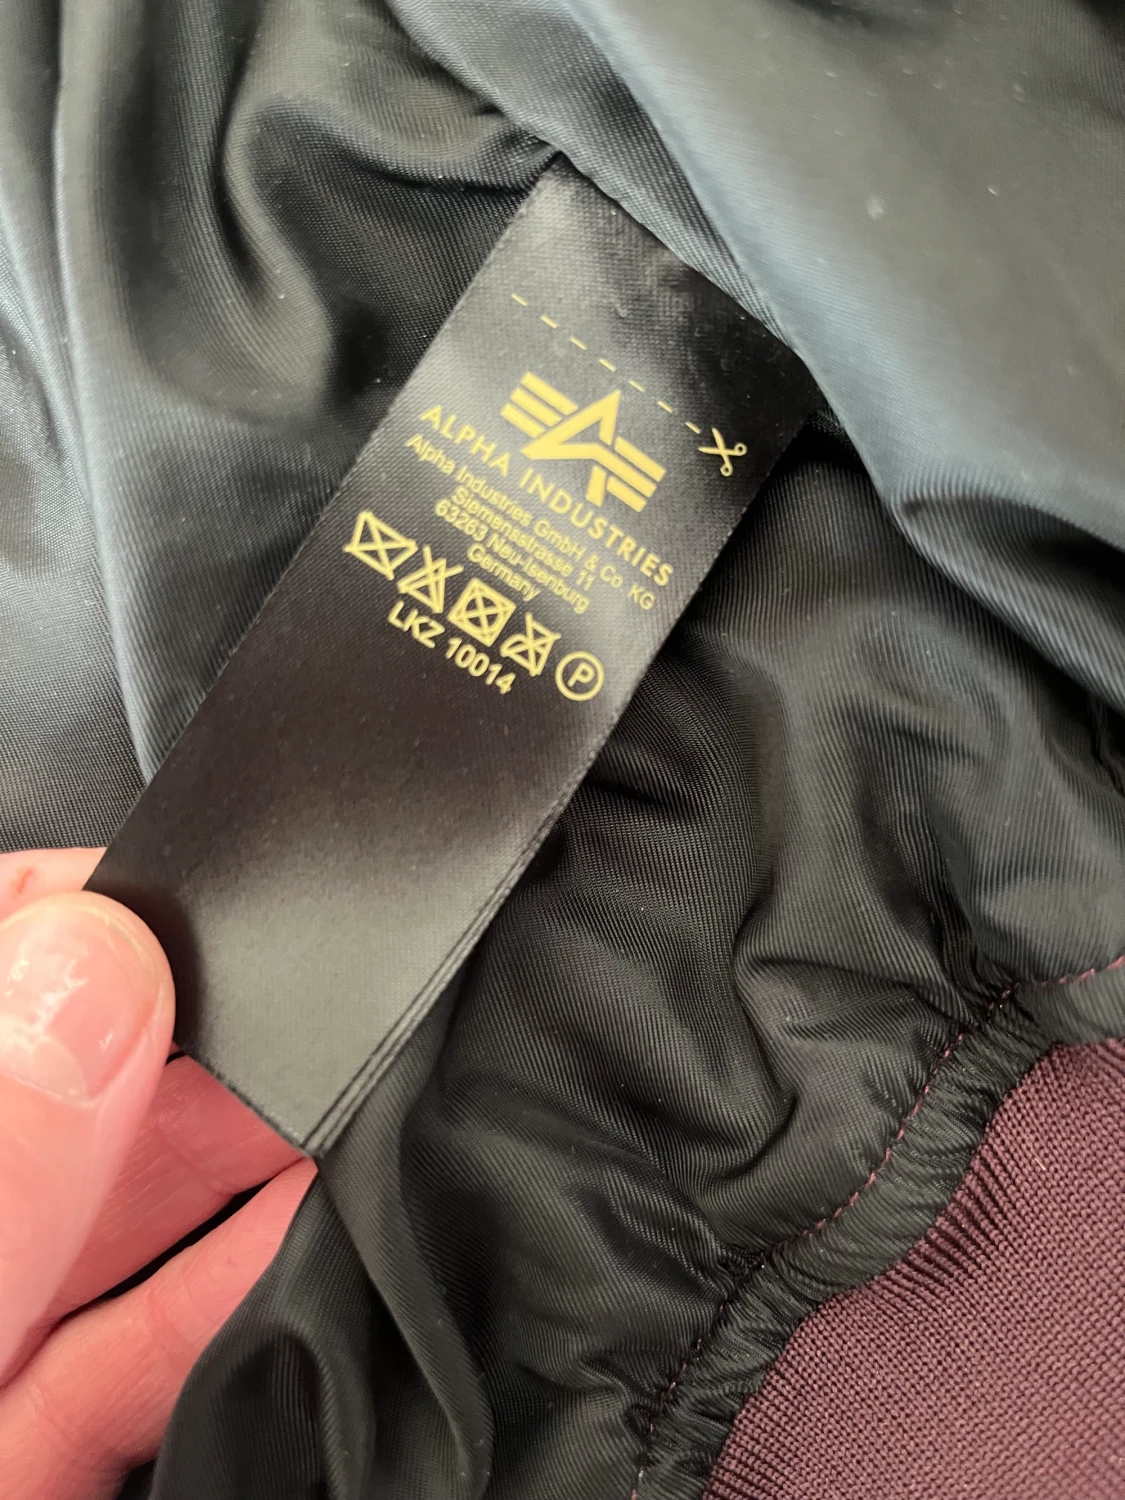 ALPHA INDUSTRIES
Alpha Industries GmbH & Co. KG
Siemensstrasse 11
63263 Neu-Isenburg
Germany
P
LKZ 10014